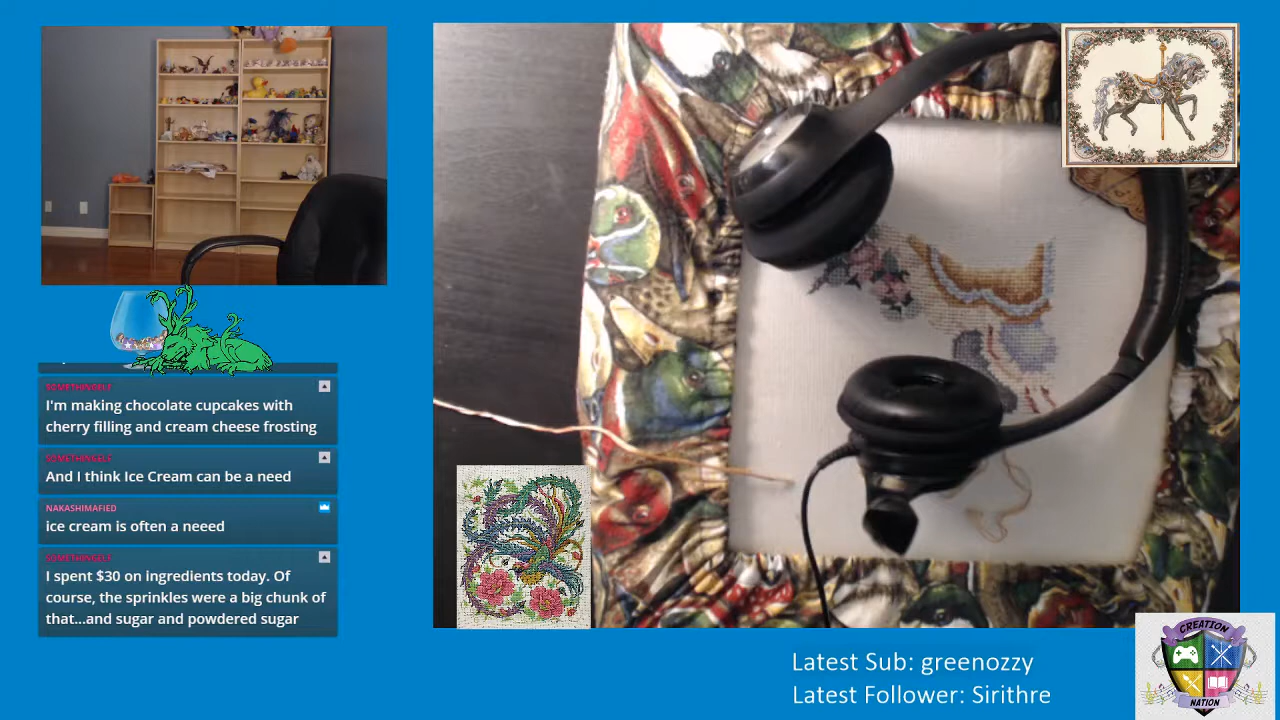 SOMETHINGELF
I'm making chocolate cupcakes with
cherry filling and cream cheese frosting
SOMETHINGELF
And I think Ice Cream can be a need
NAKASHIMAFIED
ice cream is often a neeed
SOMETHINGELF
I spent $30 on ingredients today. Of
course, the sprinkles were a big chunk of
that...and sugar and powdered sugar
Latest Sub: greenozzy
Latest Follower: Sirithre
CREATION
NATION